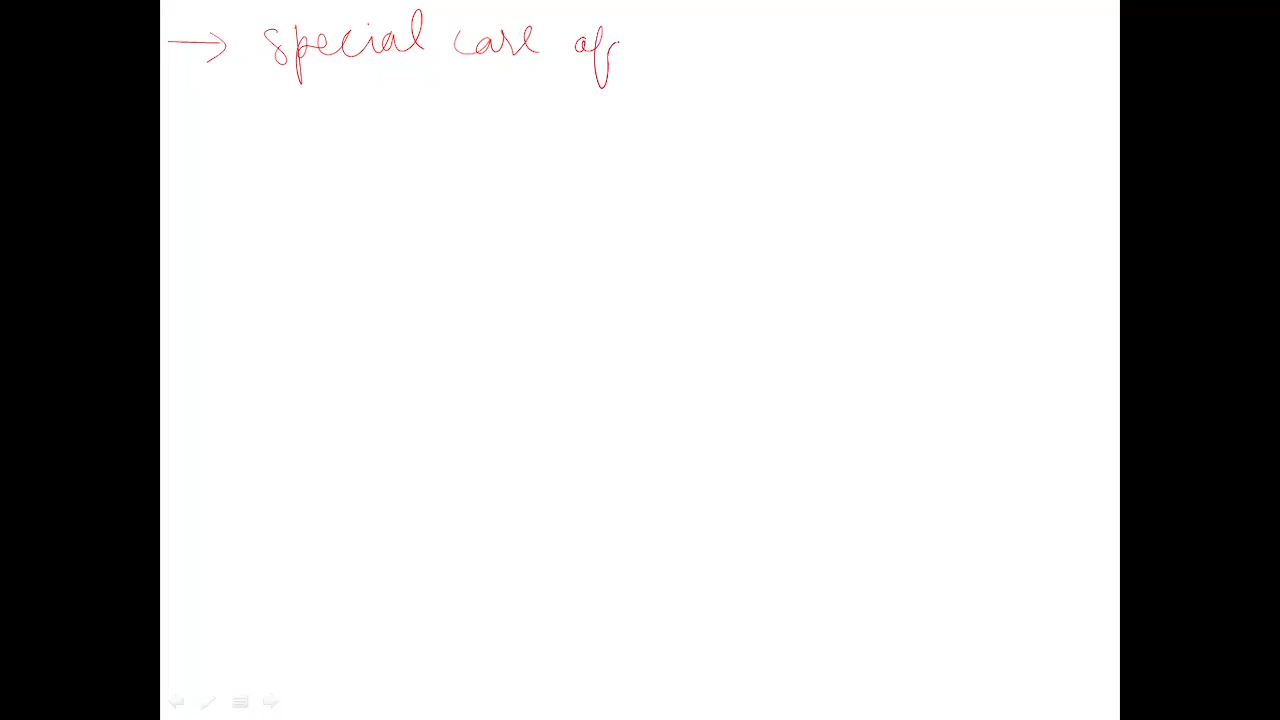 → special case of